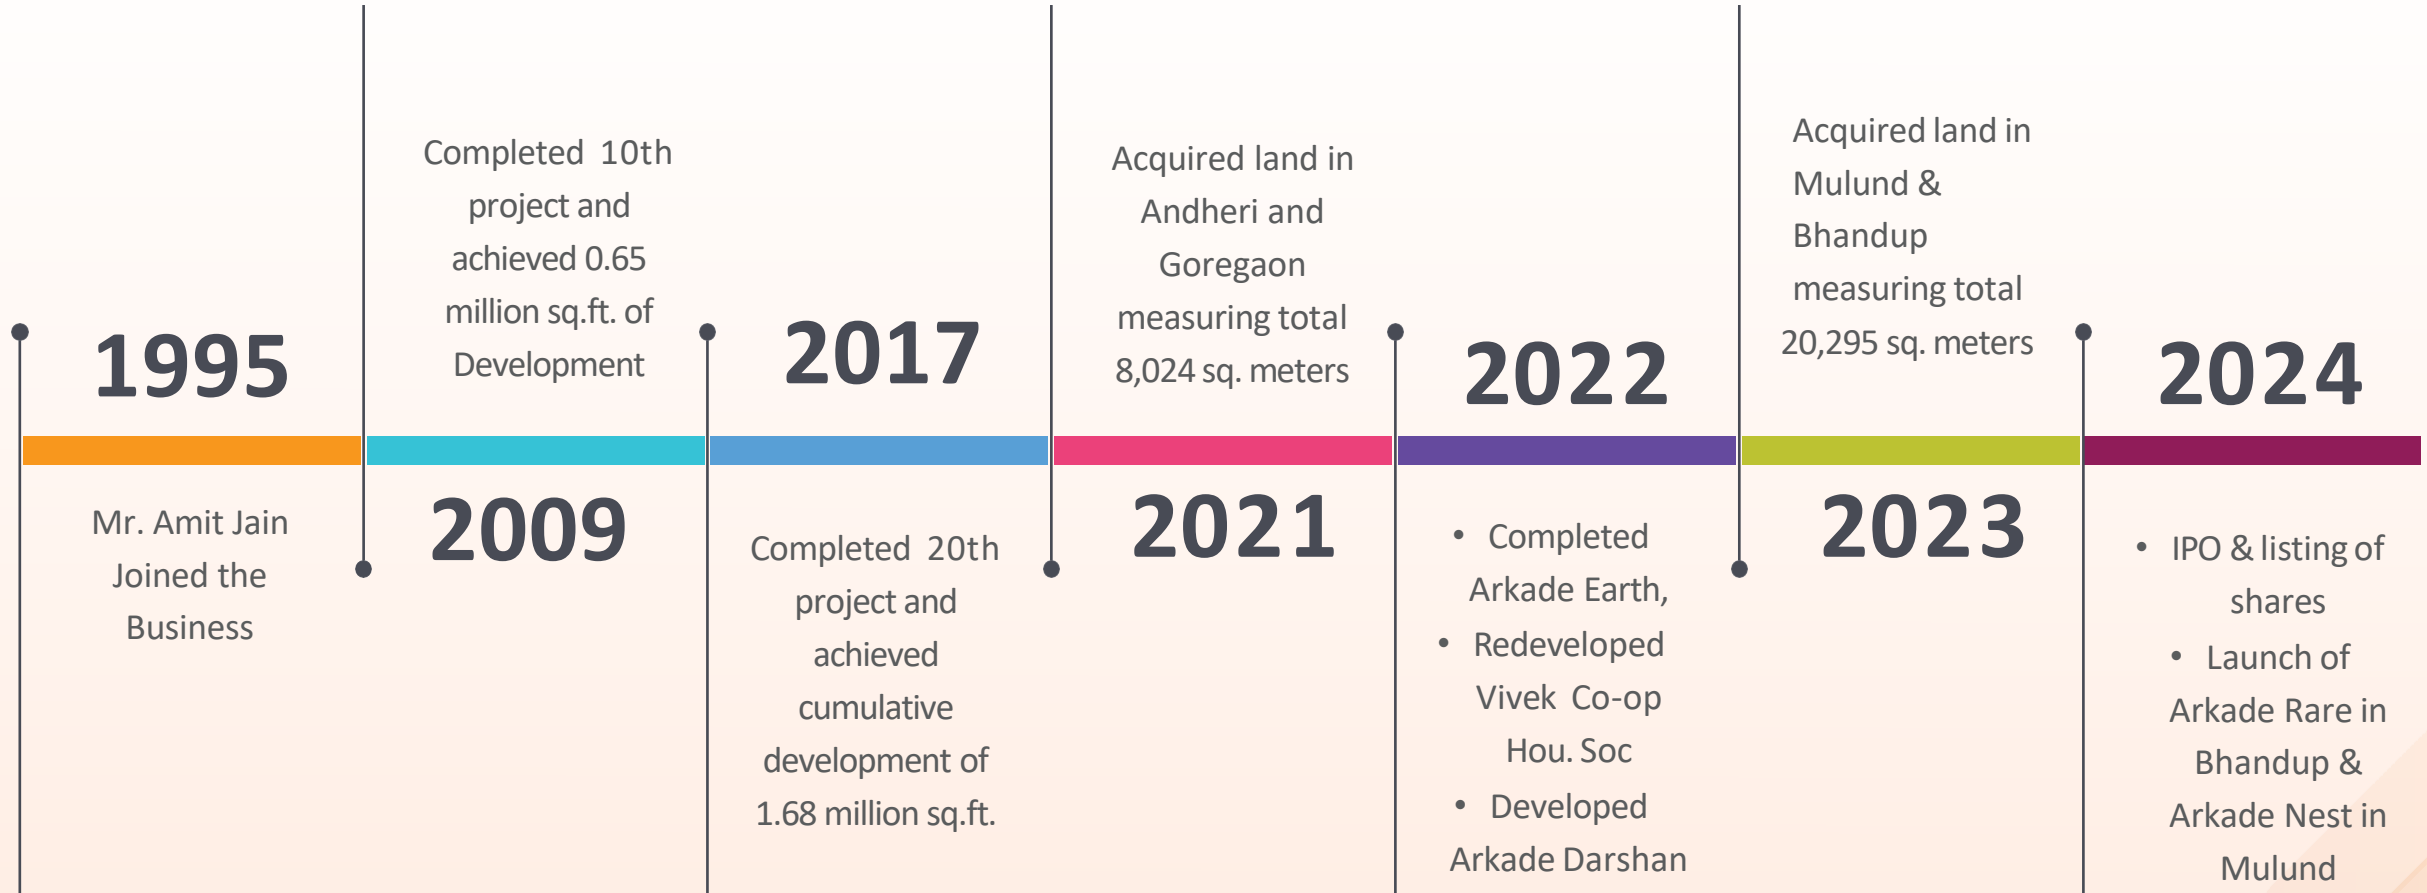 1995
Mr. Amit Jain
Joined the
Business
Completed 10th
project and
achieved 0.65
million sq.ft. of
Development
2009
2017
Completed 20th
project and
achieved
cumulative
development of
1.68 million sq.ft.
Acquired land in
Andheri and
Goregaon
measuring total
8,024 sq. meters
2021
2022
• Completed
Arkade Earth,
• Redeveloped
Vivek Co-op
Hou. Soc
• Developed
Arkade Darshan
Acquired land in
Mulund &
Bhandup
measuring total
20,295 sq. meters
2023
2024
• IPO & listing of
shares
• Launch of
Arkade Rare in
Bhandup &
Arkade Nest in
Mulund